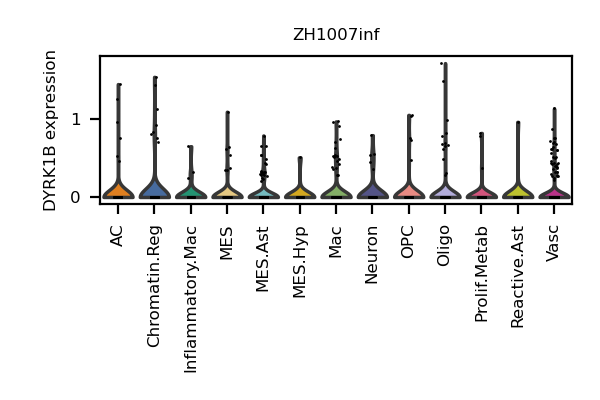 ZH1007inf
DYRK1B expression
1
0
AC
Chromatin.Reg
Inflammatory.Mac
MES
MES.Ast
MES.Hyp
Mac
Neuron
OPC
Oligo
Prolif.Metab
Reactive.Ast
Vasc